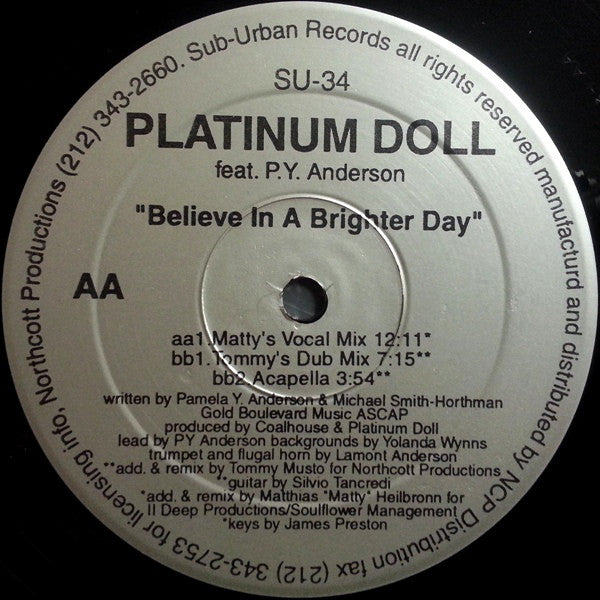 Northcott Productions (212) 343-2660. Sub-Urban Records all rights reserved manufacturd and distributed by NCP Distribution fax (212) 343-2753 for licensing info,
SU-34
PLATINUM DOLL
feat. P.Y. Anderson
"Believe In A Brighter Day"
AA
aa1.Matty's Vocal Mix 12:11*
bb1.Tommy's Dub Mix 7:15**
bb2.Acapella 3:54**
written by Pamela Y. Anderson & Michael Smith-Horthman
Gold Boulevard Music ASCAP
produced by Coalhouse & Platinum Doll
lead by PY Anderson backgrounds by Yolanda Wynns
trumpet and flugal horn by Lamont Anderson
**add. & remix by Tommy Musto for Northcott Productions
**guitar by Silvio Tancredi
*add. & remix by Matthias "Matty" Heilbronn for
II Deep Productions/Soulflower Management
*keys by James Preston